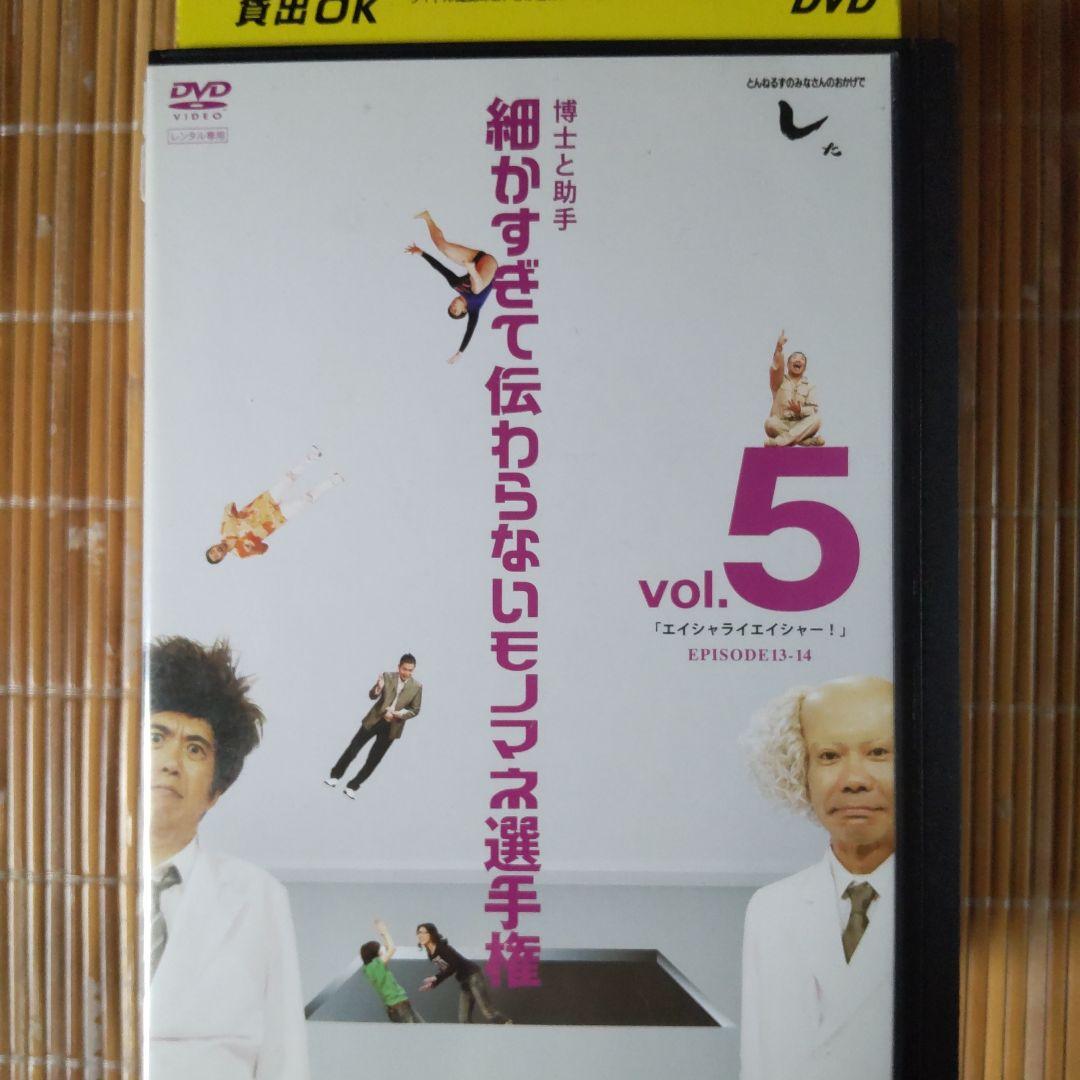 貸出OK
DVD
DVD
VIDEO
レンタル専用
とんねるずのみなさんのおかげで
した
博士と助手
細かすぎて伝わらないモノマネ選手権
vol.5
「エイシャライエイシャー!」
EPISODE13-14